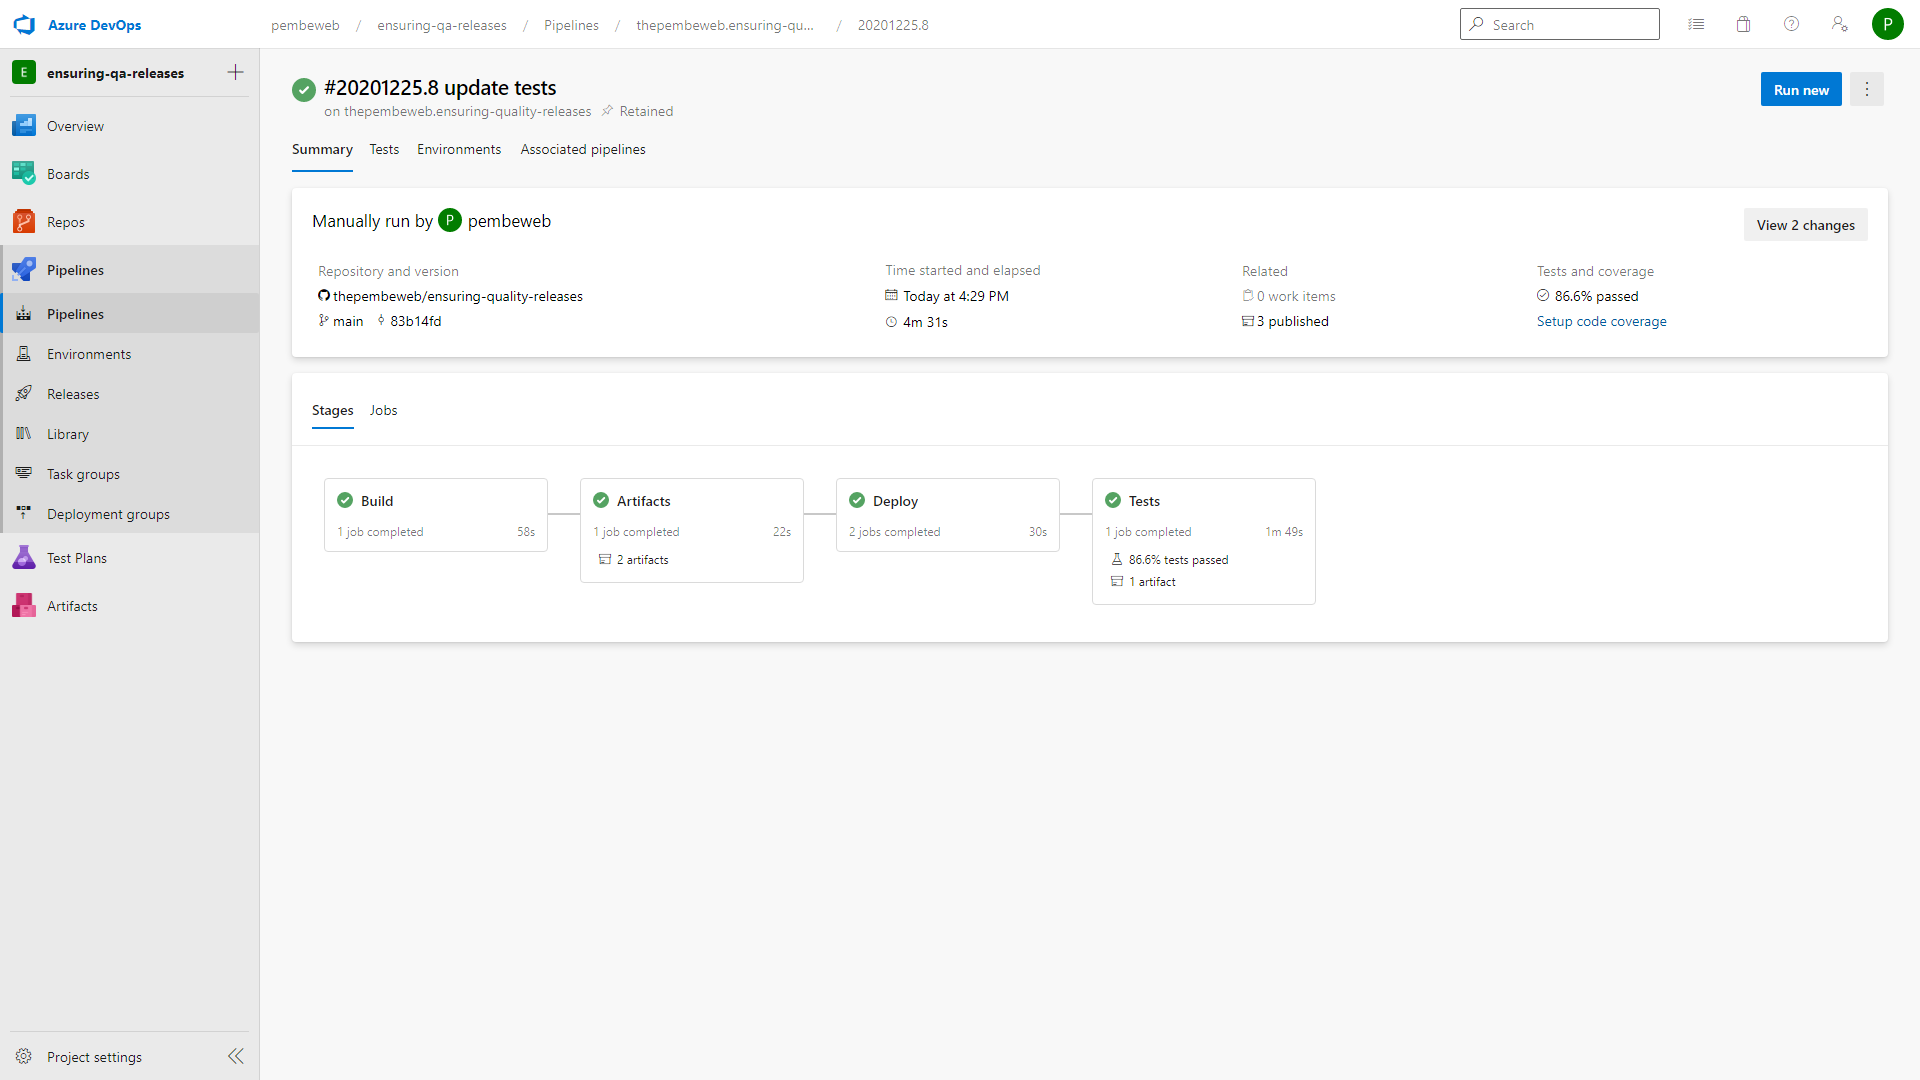 Azure DevOps
pembeweb / ensuring-qa-releases / Pipelines / thepembeweb.ensuring-qu... / 20201225.8
Search
P
E ensuring-qa-releases
Overview
Boards
Repos
Pipelines
Pipelines
Environments
Releases
Library
Task groups
Deployment groups
Test Plans
Artifacts
Project settings
#20201225.8 update tests
on thepembeweb.ensuring-quality-releases Retained
Run new
Summary Tests Environments Associated pipelines
Manually run by P pembeweb
View 2 changes
Repository and version
thepembeweb/ensuring-quality-releases
main 83b14fd
Time started and elapsed
Today at 4:29 PM
4m 31s
Related
0 work items
3 published
Tests and coverage
86.6% passed
Setup code coverage
Stages Jobs
Build
1 job completed 58s
Artifacts
1 job completed 22s
2 artifacts
Deploy
2 jobs completed 30s
Tests
1 job completed 1m 49s
86.6% tests passed
1 artifact